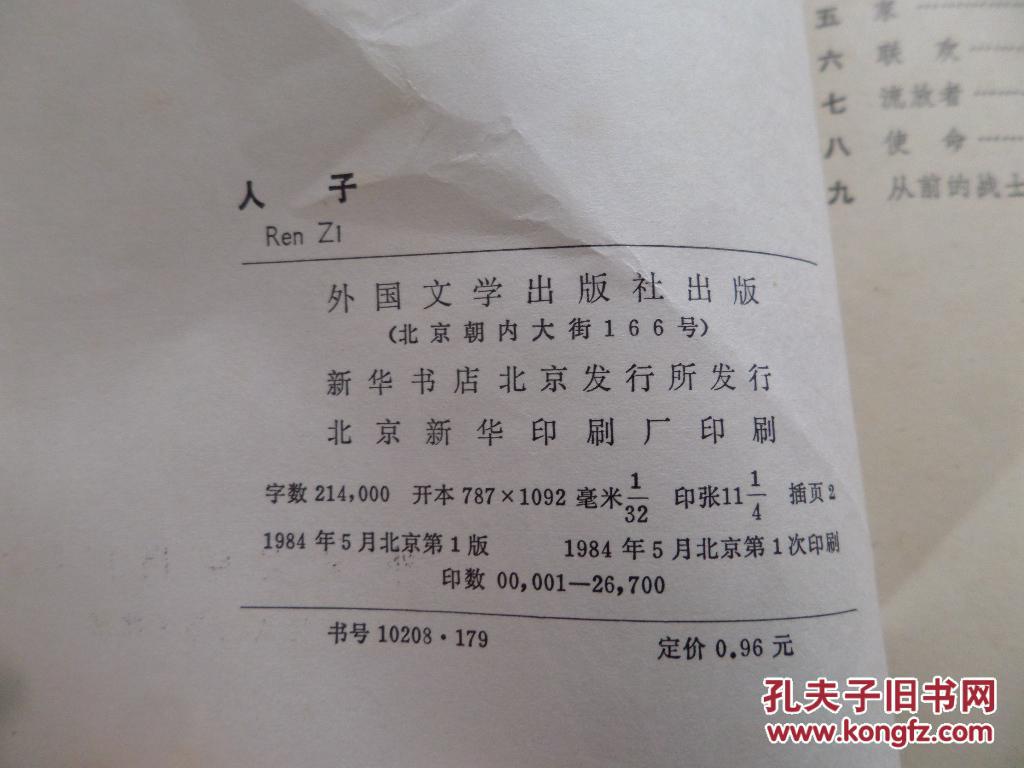 人 子
Ren Zi
外国文学出版社出版
(北京朝内大街166号)
新华书店北京发行所发行
北京新华印刷厂印刷
字数 214,000 开本 787×1092 毫米 1/32 印张 11 1/4 插页 2
1984 年 5 月北京第 1 版 1984 年 5 月北京第 1 次印刷
印数 00,001—26,700
书号 10208·179 定价 0.96 元
五
六 联 欢
七 流放者
八 使 命
九 从前的战士
孔夫子旧书网
www.kongfz.com